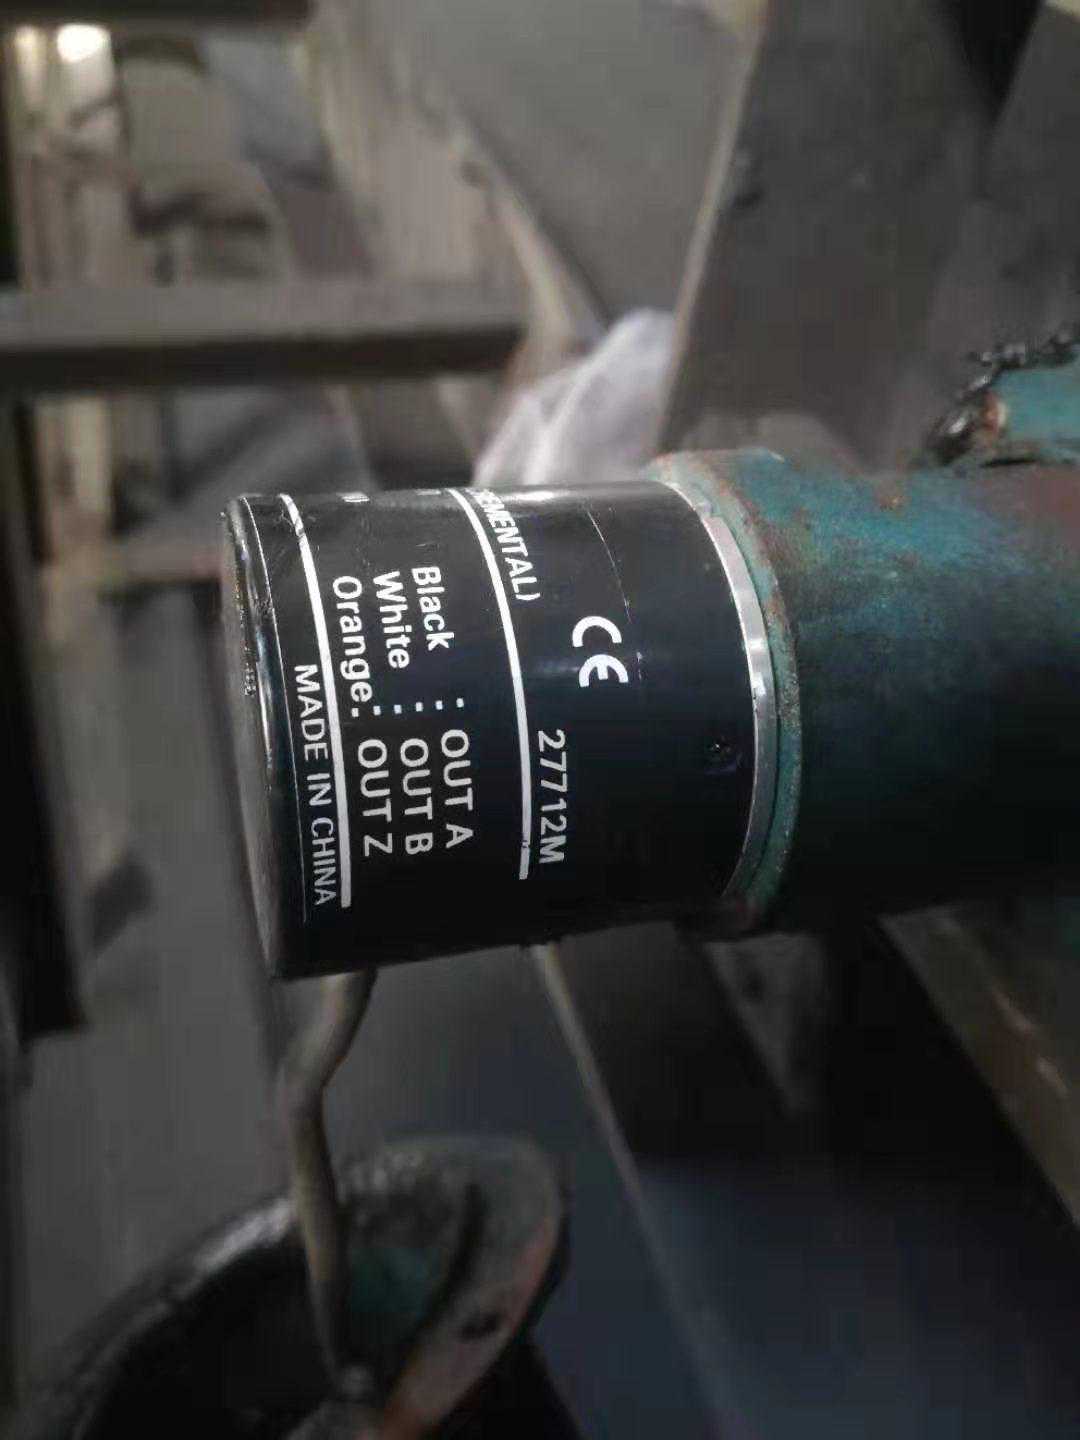 EMENTAL)
CE 27712M
Black : OUT A
White : OUT B
Orange. : OUT Z
MADE IN CHINA